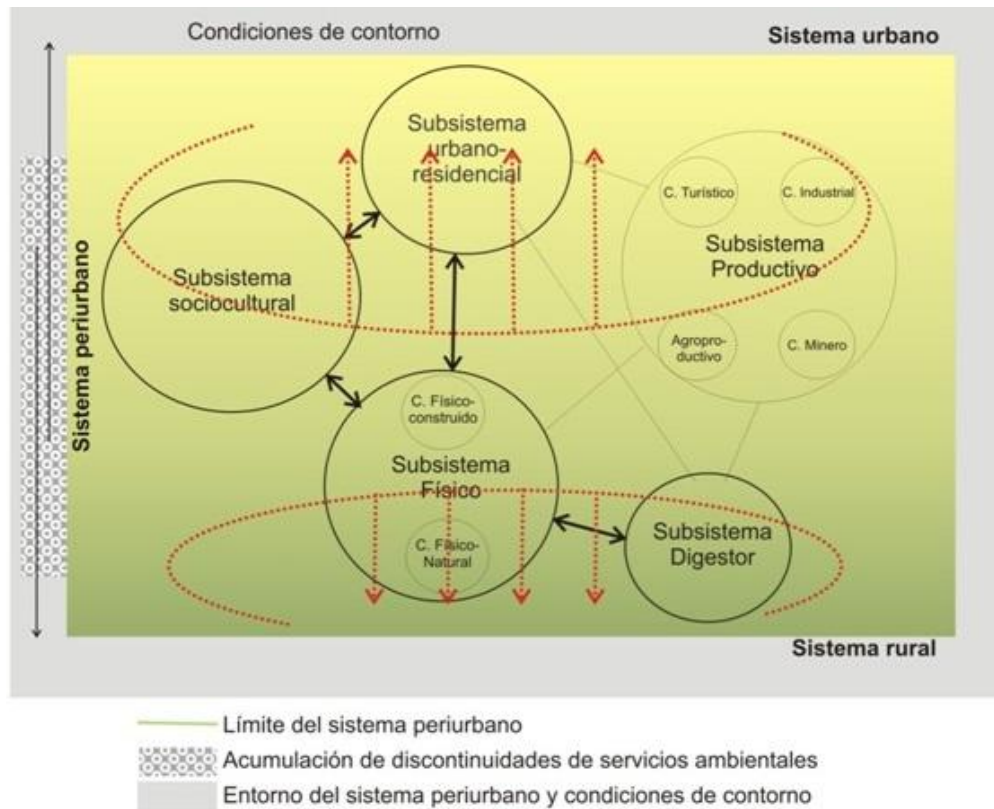 Condiciones de contorno
Sistema urbano
Subsistema
urbano-
residencial
C. Turístico
C. Industrial
Subsistema
Productivo
Subsistema
sociocultural
Sistema periurbano
Agropro-
ductivo
C. Minero
C. Físico-
construido
Subsistema
Físico
C. Físico-
Natural
Subsistema
Digestor
Sistema rural
Límite del sistema periurbano
Acumulación de discontinuidades de servicios ambientales
Entorno del sistema periurbano y condiciones de contorno